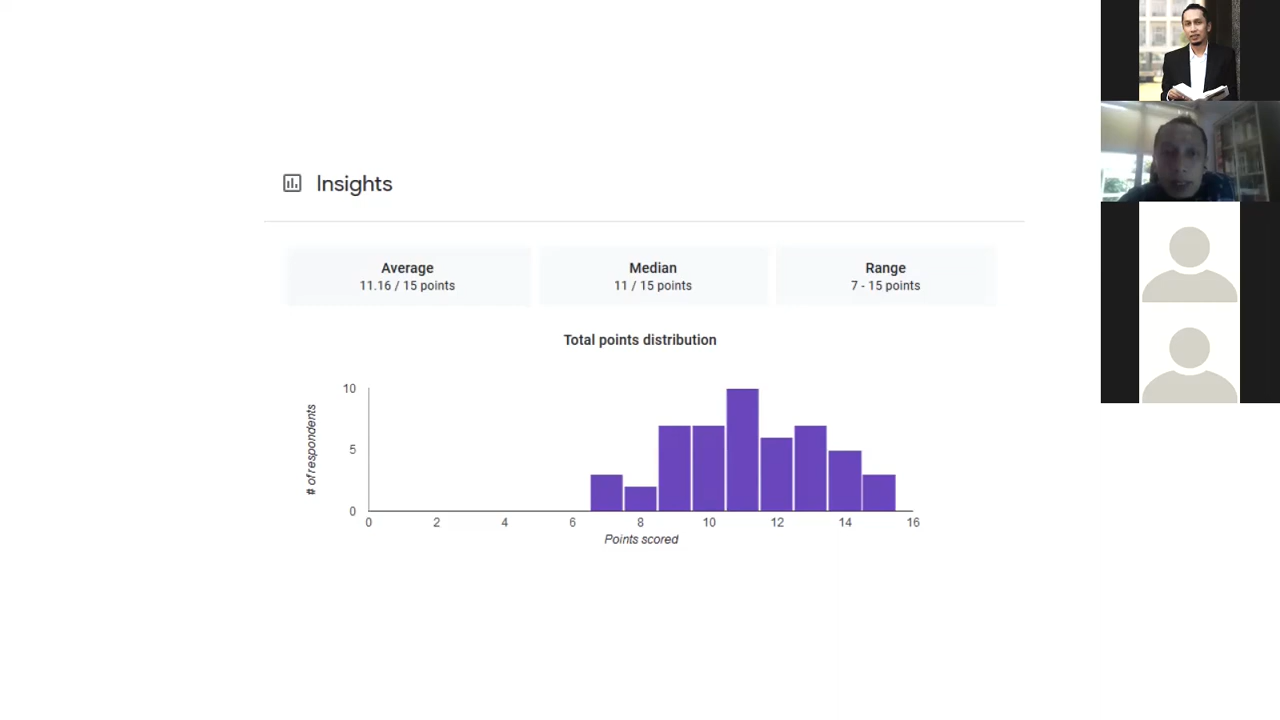 Insights
Average
11.16 / 15 points
Median
11 / 15 points
Range
7 - 15 points
Total points distribution
# of respondents
10
5
0
0 2 4 6 8 10 12 14 16
Points scored